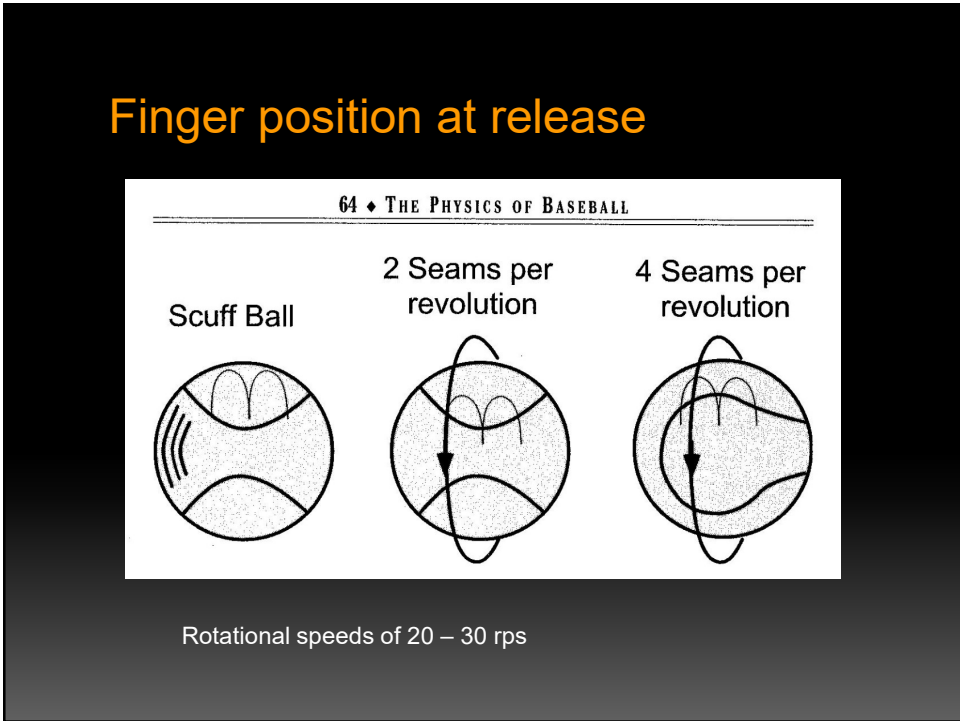 Finger position at release
64 ♦ THE PHYSICS OF BASEBALL
Scuff Ball
2 Seams per
revolution
4 Seams per
revolution
Rotational speeds of 20 – 30 rps